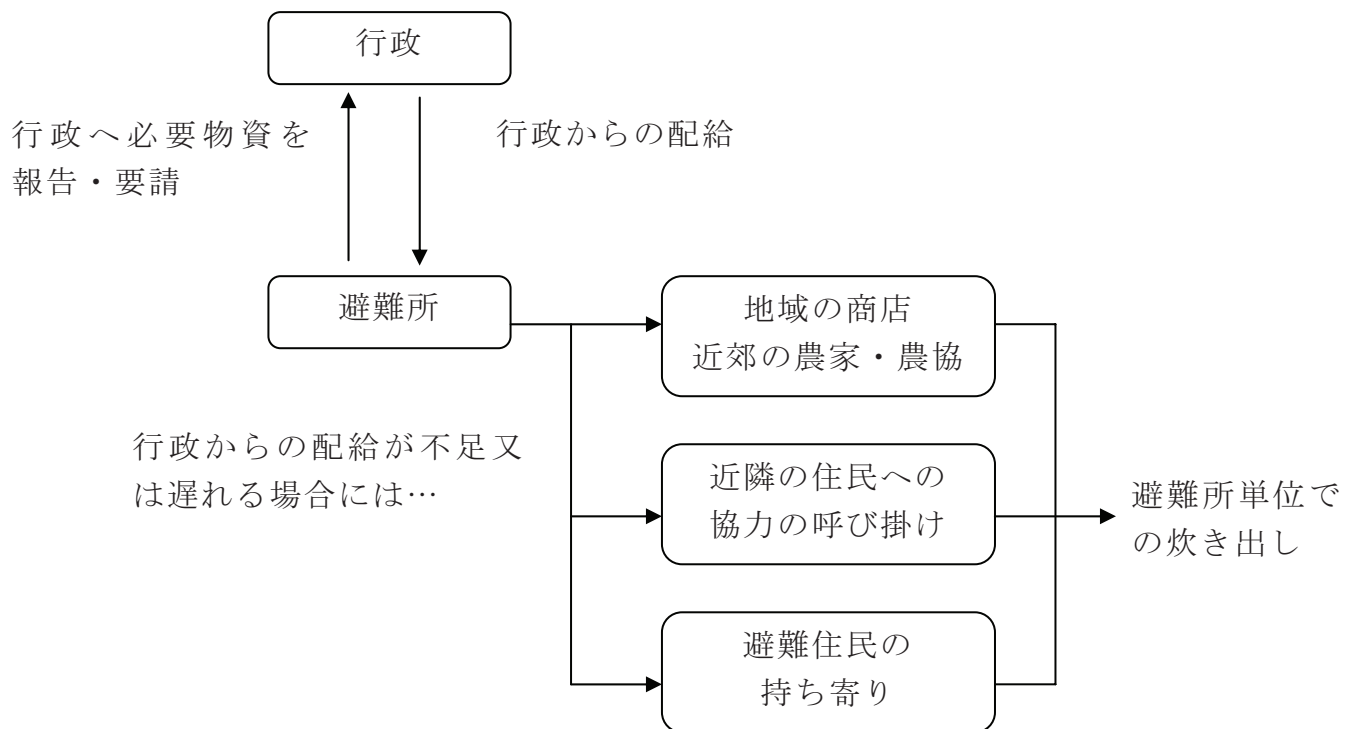 行政
行政へ必要物資を
報告・要請
行政からの配給
避難所
地域の商店
近郊の農家・農協
行政からの配給が不足又
は遅れる場合には…
近隣の住民への
協力の呼び掛け
避難所単位で
の炊き出し
避難住民の
持ち寄り